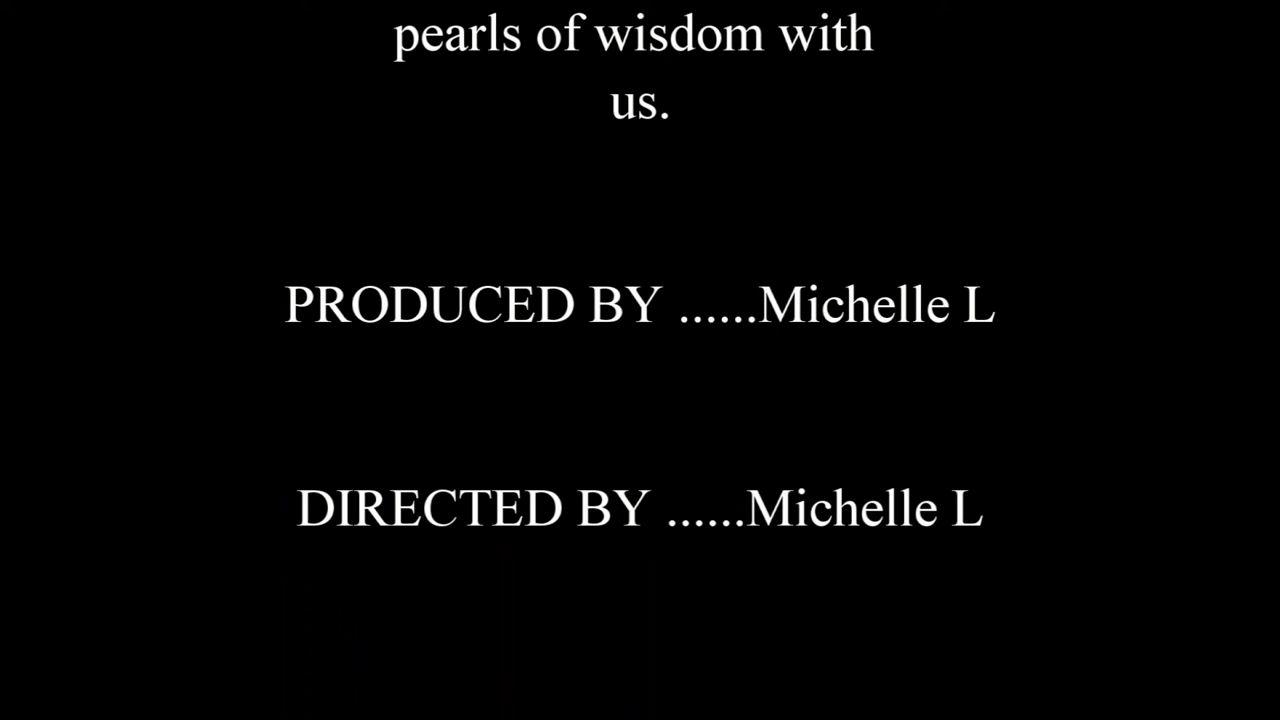 pearls of wisdom with
us.
PRODUCED BY ......Michelle L
DIRECTED BY ......Michelle L